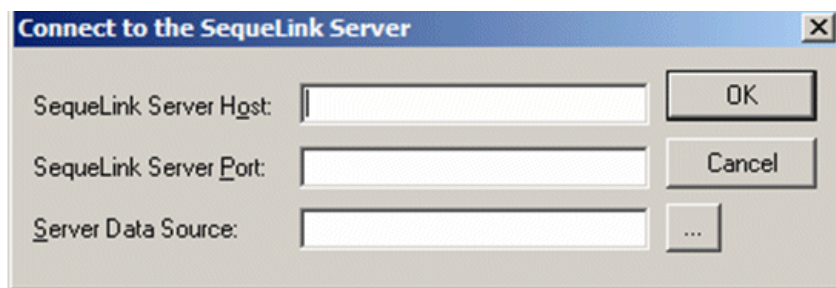 Connect to the SequeLink Server
SequeLink Server Host:
OK
SequeLink Server Port:
Cancel
Server Data Source:
...